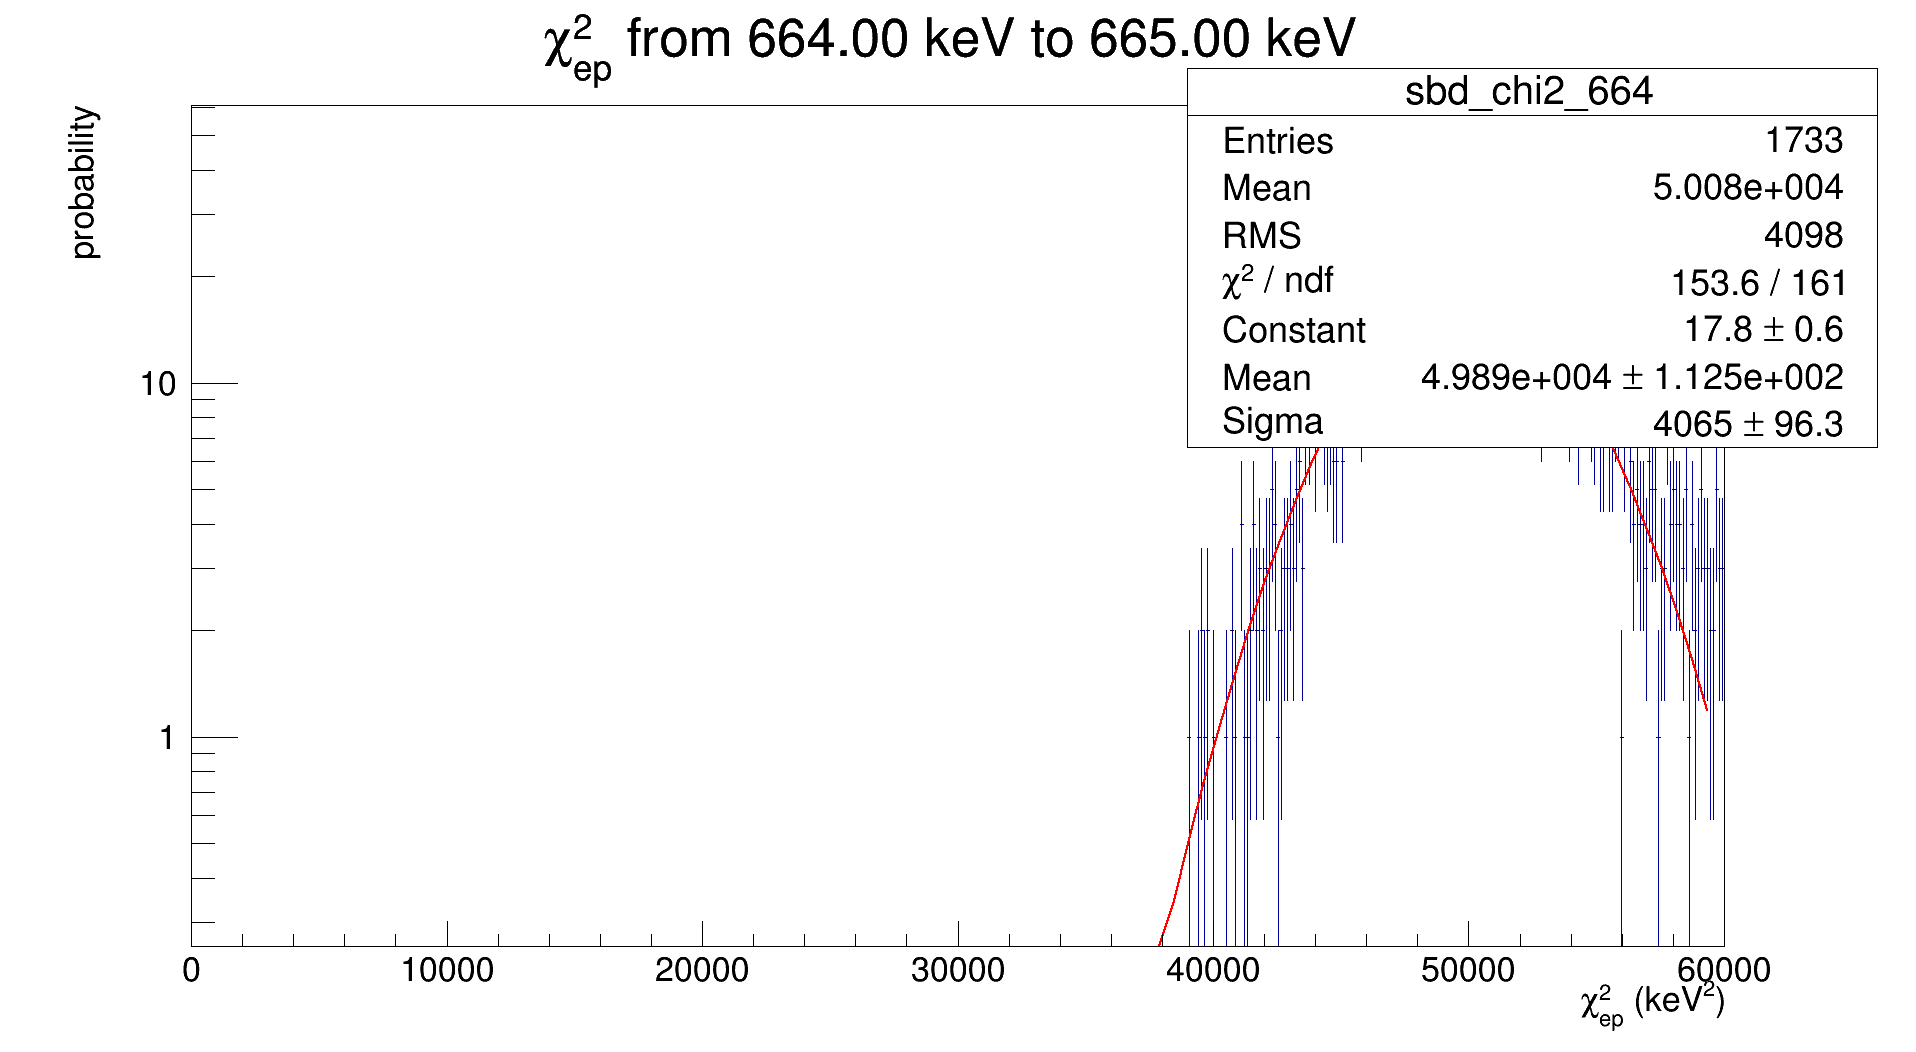 χ²ep from 664.00 keV to 665.00 keV
sbd_chi2_664
Entries 1733
Mean 5.008e+004
RMS 4098
χ² / ndf 153.6 / 161
Constant 17.8 ± 0.6
Mean 4.989e+004 ± 1.125e+002
Sigma 4065 ± 96.3
probability
10
1
0 10000 20000 30000 40000 50000 60000
χ²ep (keV²)